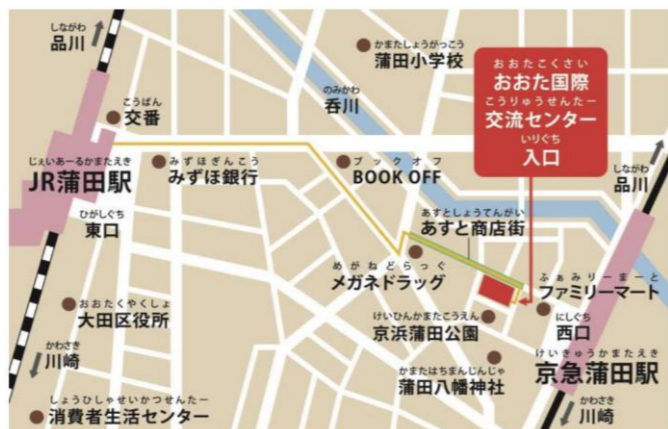 しながわ
品川
こうばん
交番
じぇいあーるかまたえき
JR蒲田駅
ひがしぐち
東口
みずほぎんこう
みずほ銀行
おおたくやくしょ
大田区役所
かわさき
川崎
しょうひしゃせいかつせんたー
消費者生活センター
かまたしょうがっこう
蒲田小学校
のみかわ
呑川
ブックオフ
BOOK OFF
あすとしょうてんがい
あすと商店街
めがねどらっぐ
メガネドラッグ
けいひんかまたこうえん
京浜蒲田公園
かまたはちまんじんじゃ
蒲田八幡神社
おおたこくさい
おおた国際
こうりゅうせんたー
交流センター
いりぐち
入口
しながわ
品川
ふぁみりーまーと
ファミリーマート
にしぐち
西口
けいきゅうかまたえき
京急蒲田駅
かわさき
川崎